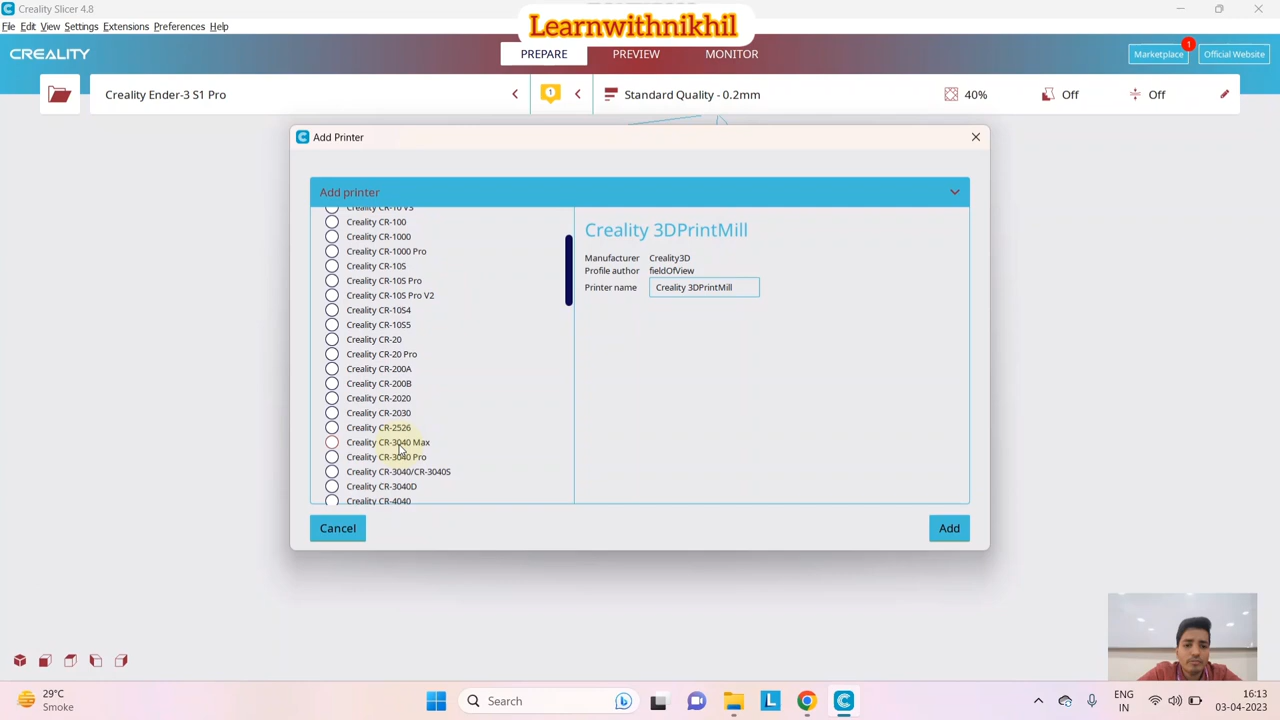 Creality Slicer 4.8
Learnwithnikhil
File Edit View Settings Extensions Preferences Help
CREALITY
PREPARE
PREVIEW
MONITOR
Marketplace
1
Official Website
Creality Ender-3 S1 Pro
1
Standard Quality - 0.2mm
40%
Off
Off
Add Printer
Add printer
Creality CR-10 V3
Creality CR-100
Creality CR-1000
Creality CR-1000 Pro
Creality CR-10S
Creality CR-10S Pro
Creality CR-10S Pro V2
Creality CR-10S4
Creality CR-10S5
Creality CR-20
Creality CR-20 Pro
Creality CR-200A
Creality CR-200B
Creality CR-2020
Creality CR-2030
Creality CR-2526
Creality CR-3040 Max
Creality CR-3040 Pro
Creality CR-3040/CR-3040S
Creality CR-3040D
Creality CR-4040
Creality 3DPrintMill
Manufacturer Creality3D
Profile author fieldOfView
Printer name Creality 3DPrintMill
Cancel
Add
29°C
Smoke
Search
ENG
IN
16:13
03-04-2023